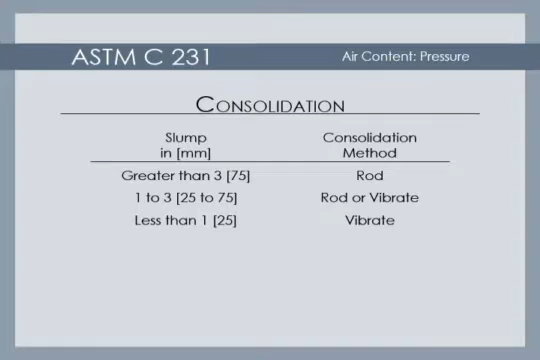 ASTM C 231 Air Content: Pressure
CONSOLIDATION
Slump Consolidation
in [mm] Method
Greater than 3 [75] Rod
1 to 3 [25 to 75] Rod or Vibrate
Less than 1 [25] Vibrate